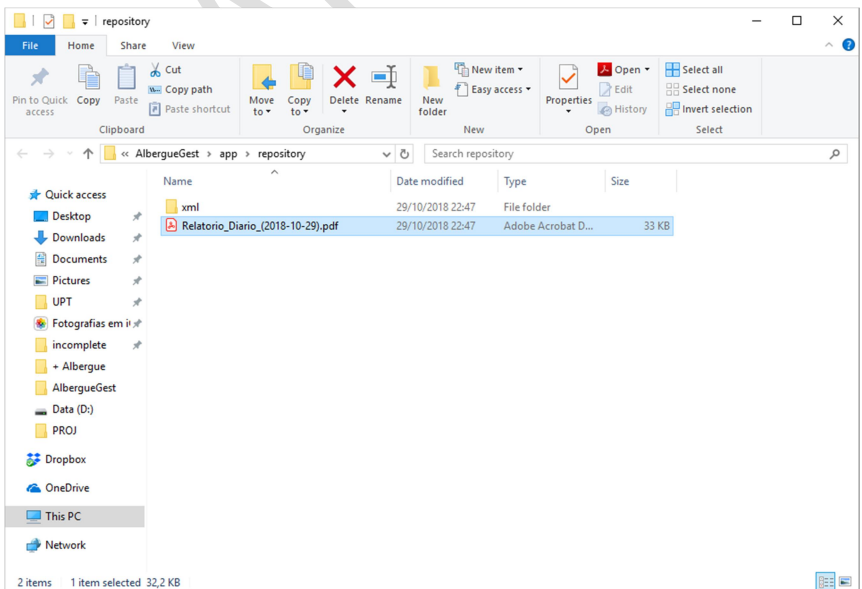 repository
File Home Share View
Pin to Quick access
Copy
Paste
Cut
Copy path
Paste shortcut
Clipboard
Move to
Copy to
Delete
Rename
Organize
New folder
New item
Easy access
New
Properties
Open
Edit
History
Open
Select all
Select none
Invert selection
Select
« AlbergueGest › app › repository
Search repository
Name Date modified Type Size
xml 29/10/2018 22:47 File folder
Relatorio_Diario_(2018-10-29).pdf 29/10/2018 22:47 Adobe Acrobat D... 33 KB
Quick access
Desktop
Downloads
Documents
Pictures
UPT
Fotografias em i
incomplete
+ Albergue
AlbergueGest
Data (D:)
PROJ
Dropbox
OneDrive
This PC
Network
2 items 1 item selected 32,2 KB